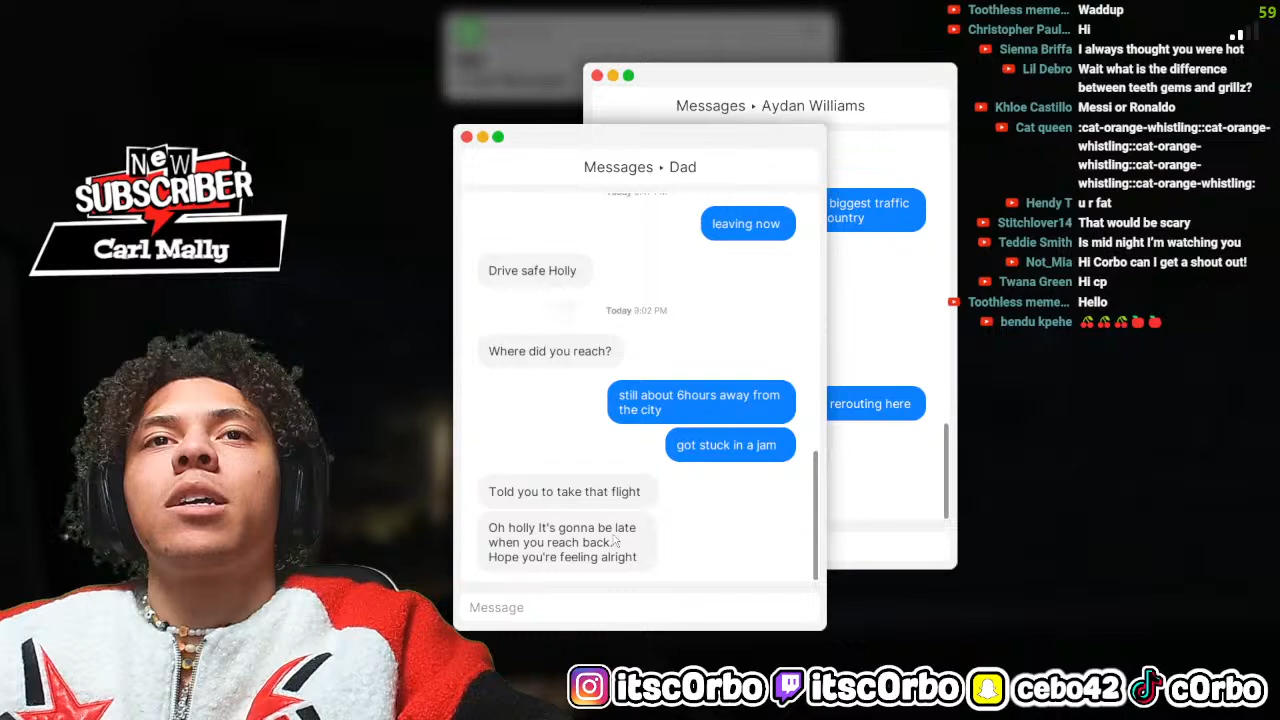 NEW
SUBSCRIBER
Carl Mally
Messages ▸ Aydan Williams
biggest traffic
ountry
rerouting here
Messages ▸ Dad
leaving now
Drive safe Holly
Today 9:02 PM
Where did you reach?
still about 6hours away from
the city
got stuck in a jam
Told you to take that flight
Oh holly It's gonna be late
when you reach back.
Hope you're feeling alright
Message
59
Toothless meme... Waddup
Christopher Paul... Hi
Sienna Briffa I always thought you were hot
Lil Debro Wait what is the difference
between teeth gems and grillz?
Khloe Castillo Messi or Ronaldo
Cat queen :cat-orange-whistling::cat-orange-
whistling::cat-orange-
whistling::cat-orange-
whistling::cat-orange-whistling:
Hendy T u r fat
Stitchlover14 That would be scary
Teddie Smith Is mid night I'm watching you
Not_Mia Hi Corbo can I get a shout out!
Twana Green Hi cp
Toothless meme... Hello
bendu kpehe 🍒🍒🍒🍎🍎
itsc0rbo itsc0rbo cebo42 c0rbo